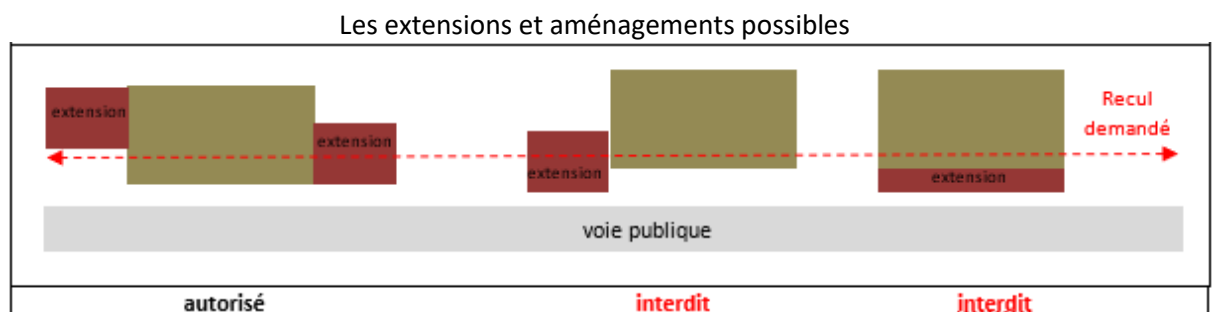 Les extensions et aménagements possibles
extension
extension
extension
extension
Recul
demandé
voie publique
autorisé
interdit
interdit